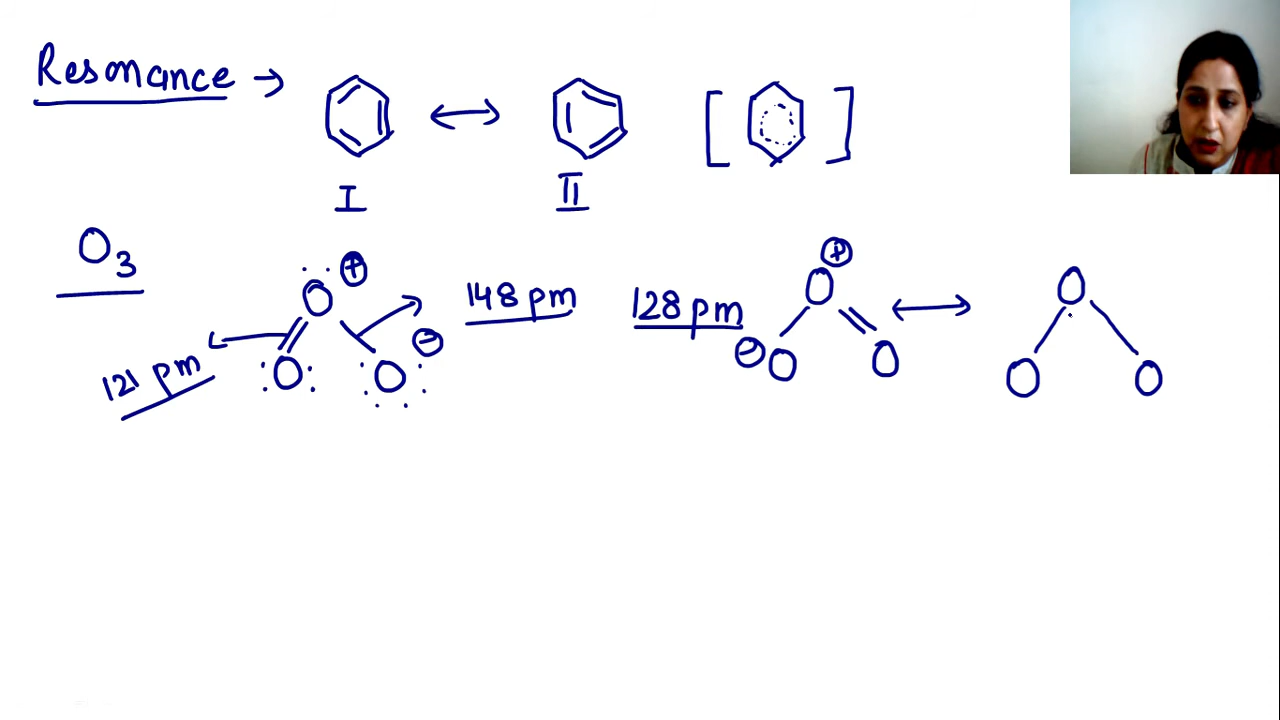 Resonance →
I II
O3
⊕ 148 pm 128 pm ⊕
O O O
121 pm ⊖ ⊖
O O O O O O